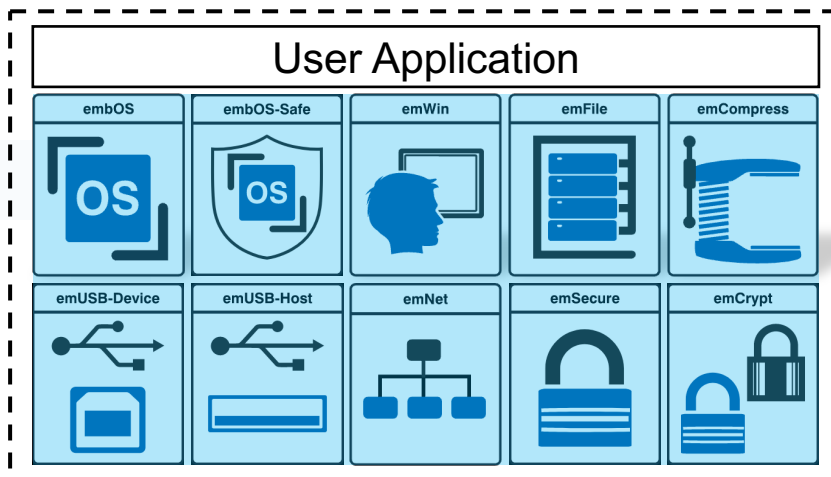 User Application
embOS embOS-Safe emWin emFile emCompress
OS OS
emUSB-Device emUSB-Host emNet emSecure emCrypt